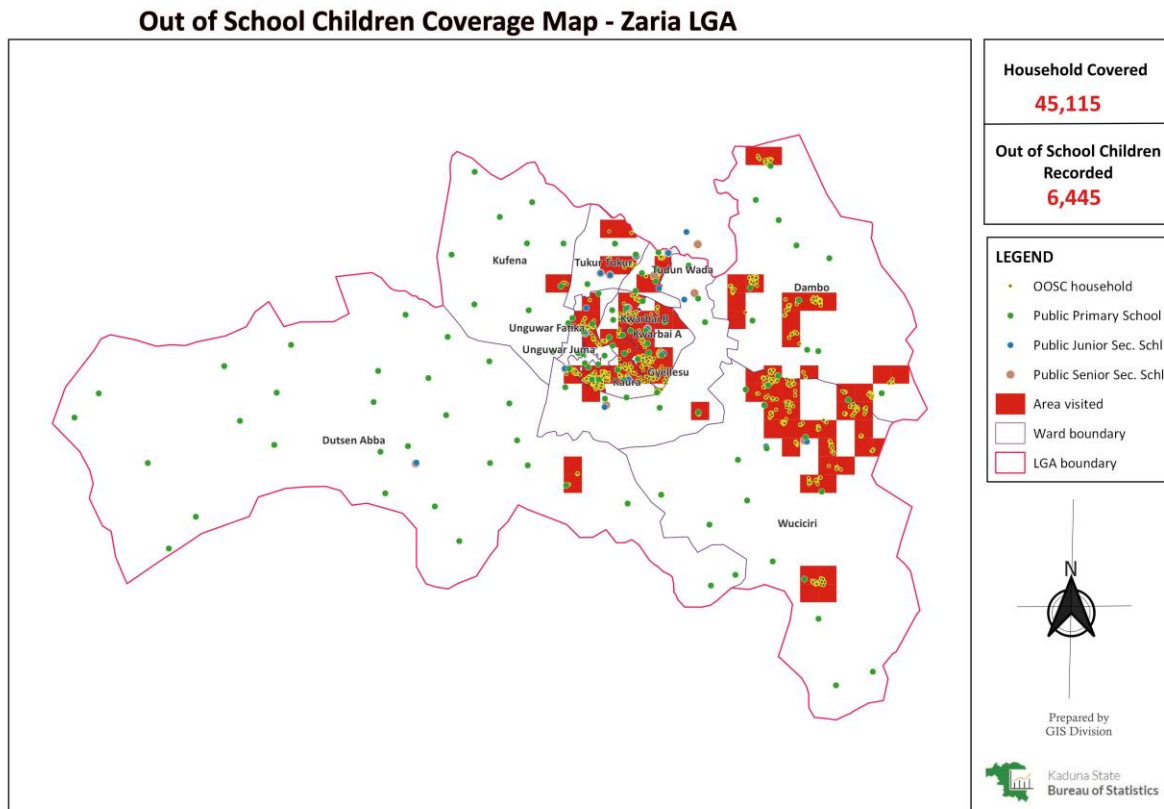 Out of School Children Coverage Map - Zaria LGA
Household Covered
45,115
Out of School Children
Recorded
6,445
LEGEND
OOSC household
Public Primary School
Public Junior Sec. Schl
Public Senior Sec. Schl
Area visited
Ward boundary
LGA boundary
Kufena
Tukur Tukur
Tudun Wada
Dambo
Kwarbai B
Unguwar Fatika
Kwarbai A
Unguwar Juma
Gyellesu
Kaura
Dutsen Abba
Wuciciri
N
Prepared by
GIS Division
Kaduna State
Bureau of Statistics